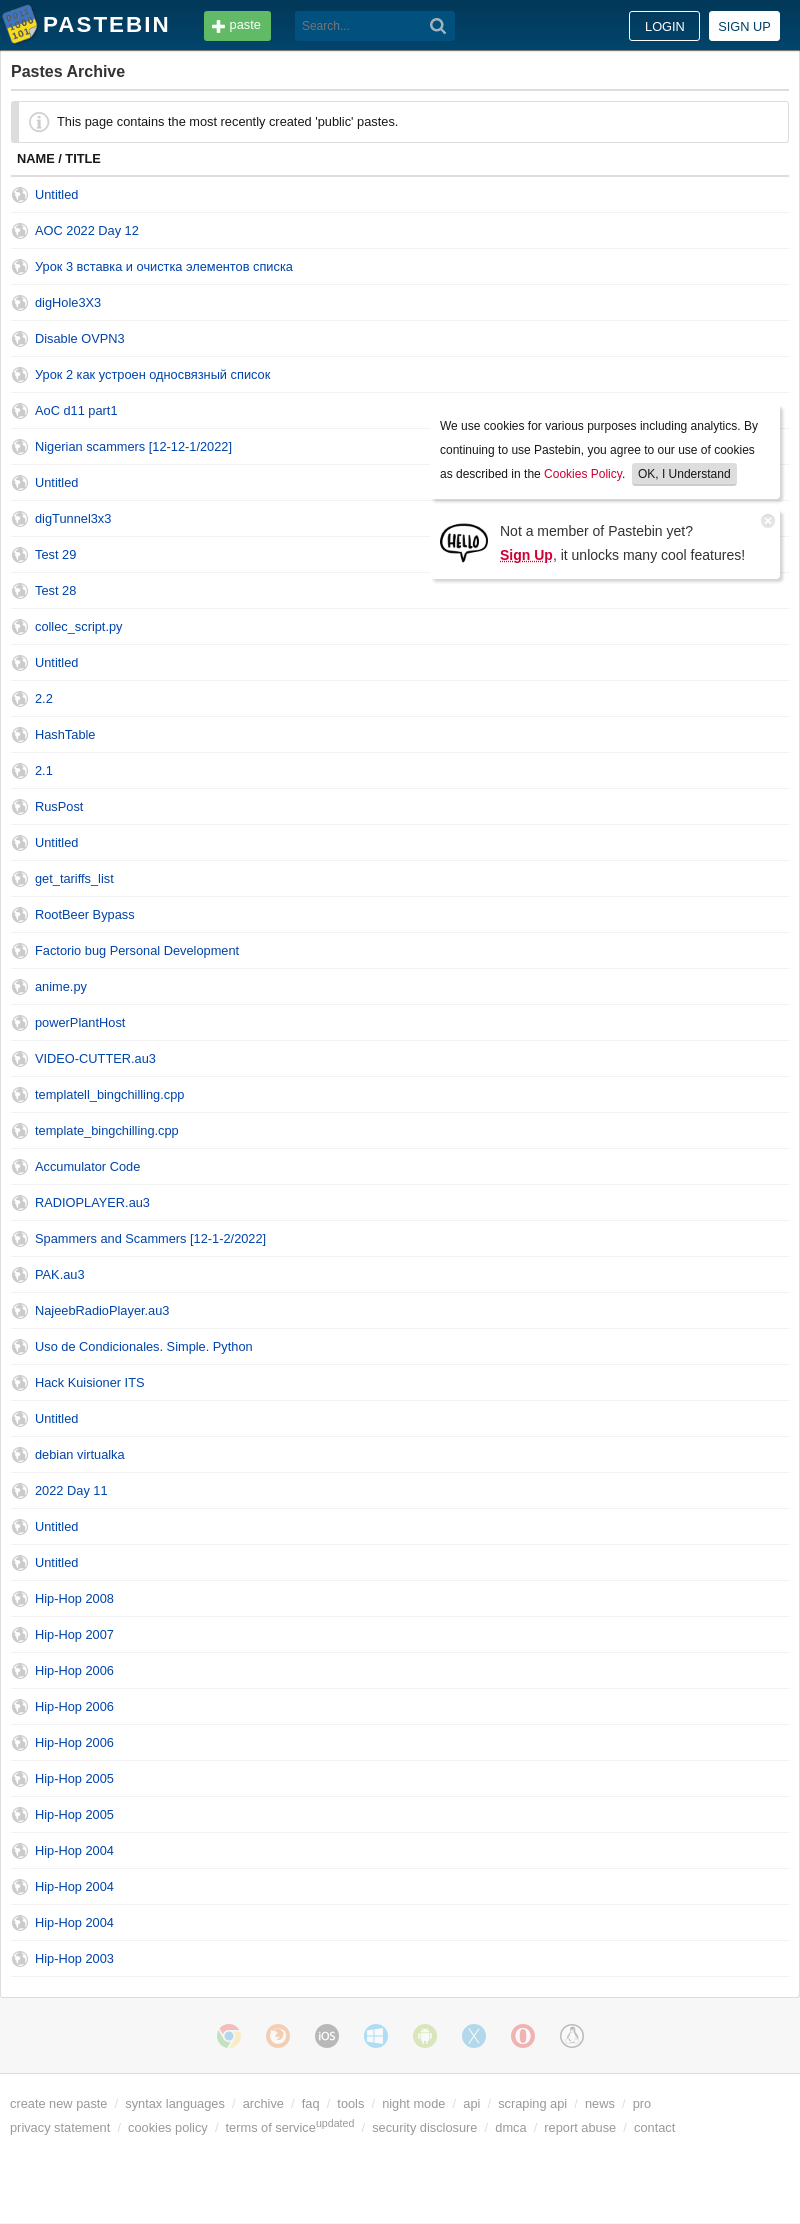 PASTEBIN
paste
Search...
LOGIN
SIGN UP
Pastes Archive
This page contains the most recently created 'public' pastes.
NAME / TITLE
Untitled
AOC 2022 Day 12
Урок 3 вставка и очистка элементов списка
digHole3X3
Disable OVPN3
Урок 2 как устроен односвязный список
AoC d11 part1
Nigerian scammers [12-12-1/2022]
Untitled
digTunnel3x3
Test 29
Test 28
We use cookies for various purposes including analytics. By
continuing to use Pastebin, you agree to our use of cookies
as described in the Cookies Policy. OK, I Understand
HELLO
Not a member of Pastebin yet?
Sign Up, it unlocks many cool features!
collec_script.py
Untitled
2.2
HashTable
2.1
RusPost
Untitled
get_tariffs_list
RootBeer Bypass
Factorio bug Personal Development
anime.py
powerPlantHost
VIDEO-CUTTER.au3
templatell_bingchilling.cpp
template_bingchilling.cpp
Accumulator Code
RADIOPLAYER.au3
Spammers and Scammers [12-1-2/2022]
PAK.au3
NajeebRadioPlayer.au3
Uso de Condicionales. Simple. Python
Hack Kuisioner ITS
Untitled
debian virtualka
2022 Day 11
Untitled
Untitled
Hip-Hop 2008
Hip-Hop 2007
Hip-Hop 2006
Hip-Hop 2006
Hip-Hop 2006
Hip-Hop 2005
Hip-Hop 2005
Hip-Hop 2004
Hip-Hop 2004
Hip-Hop 2004
Hip-Hop 2003
iOS
create new paste / syntax languages / archive / faq / tools / night mode / api / scraping api / news / pro
privacy statement / cookies policy / terms of service updated / security disclosure / dmca / report abuse / contact